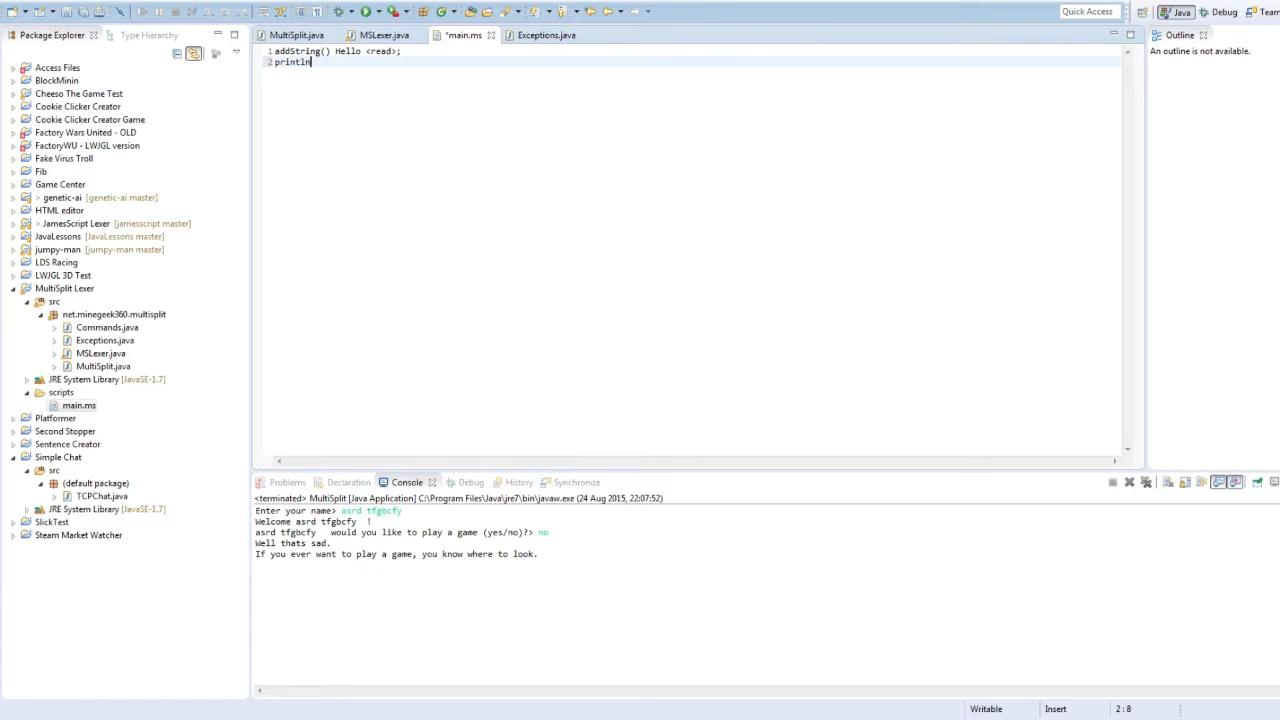 Quick Access
Java
Debug
Team
Package Explorer
Type Hierarchy
MultiSplit.java
MSLexer.java
*main.ms
Exceptions.java
Outline
An outline is not available.
1 addString() Hello <read>;
2 println
Access Files
BlockMinin
Cheeso The Game Test
Cookie Clicker Creator
Cookie Clicker Creator Game
Factory Wars United - OLD
FactoryWU - LWJGL version
Fake Virus Troll
Fib
Game Center
> genetic-ai [genetic-ai master]
HTML editor
> JamesScript Lexer [jamesscript master]
JavaLessons [JavaLessons master]
jumpy-man [jumpy-man master]
LDS Racing
LWJGL 3D Test
MultiSplit Lexer
src
net.minegeek360.multisplit
Commands.java
Exceptions.java
MSLexer.java
MultiSplit.java
JRE System Library [JavaSE-1.7]
scripts
main.ms
Platformer
Second Stopper
Sentence Creator
Simple Chat
src
(default package)
TCPChat.java
JRE System Library [JavaSE-1.7]
SlickTest
Steam Market Watcher
Problems
Declaration
Console
Debug
History
Synchronize
<terminated> MultiSplit [Java Application] C:\Program Files\Java\jre7\bin\javaw.exe (24 Aug 2015, 22:07:52)
Enter your name> asrd tfgbcfy
Welcome asrd tfgbcfy  !
asrd tfgbcfy  would you like to play a game (yes/no)?> no
Well thats sad.
If you ever want to play a game, you know where to look.
Writable
Insert
2 : 8